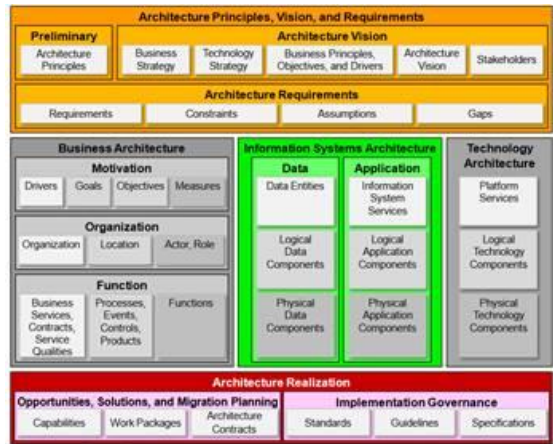 Architecture Principles, Vision, and Requirements
Preliminary
Architecture
Principles
Architecture Vision
Business
Strategy
Technology
Strategy
Business Principles,
Objectives, and Drivers
Architecture
Vision
Stakeholders
Architecture Requirements
Requirements
Constraints
Assumptions
Gaps
Business Architecture
Motivation
Drivers
Goals
Objectives
Measures
Organization
Organization
Location
Actor, Role
Function
Business
Services,
Contracts,
Service
Qualities
Processes,
Events,
Controls,
Products
Functions
Information Systems Architecture
Data
Data Entities
Logical
Data
Components
Physical
Data
Components
Application
Information
System
Services
Logical
Application
Components
Physical
Application
Components
Technology
Architecture
Platform
Services
Logical
Technology
Components
Physical
Technology
Components
Architecture Realization
Opportunities, Solutions, and Migration Planning
Capabilities
Work Packages
Architecture
Contracts
Implementation Governance
Standards
Guidelines
Specifications